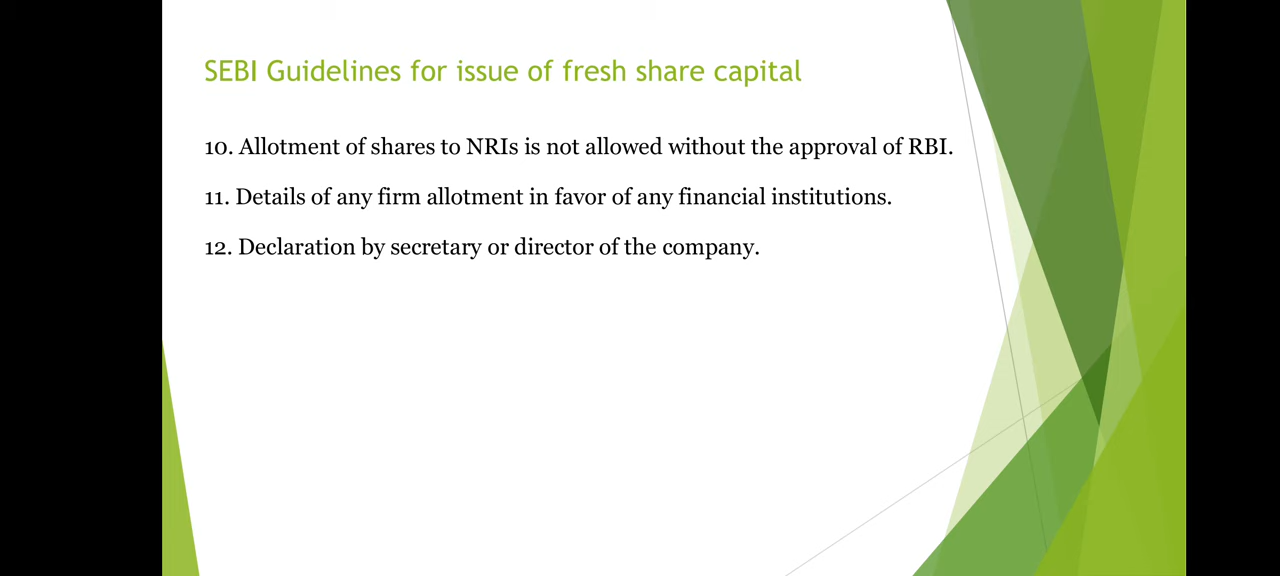 SEBI Guidelines for issue of fresh share capital
10. Allotment of shares to NRIs is not allowed without the approval of RBI.
11. Details of any firm allotment in favor of any financial institutions.
12. Declaration by secretary or director of the company.